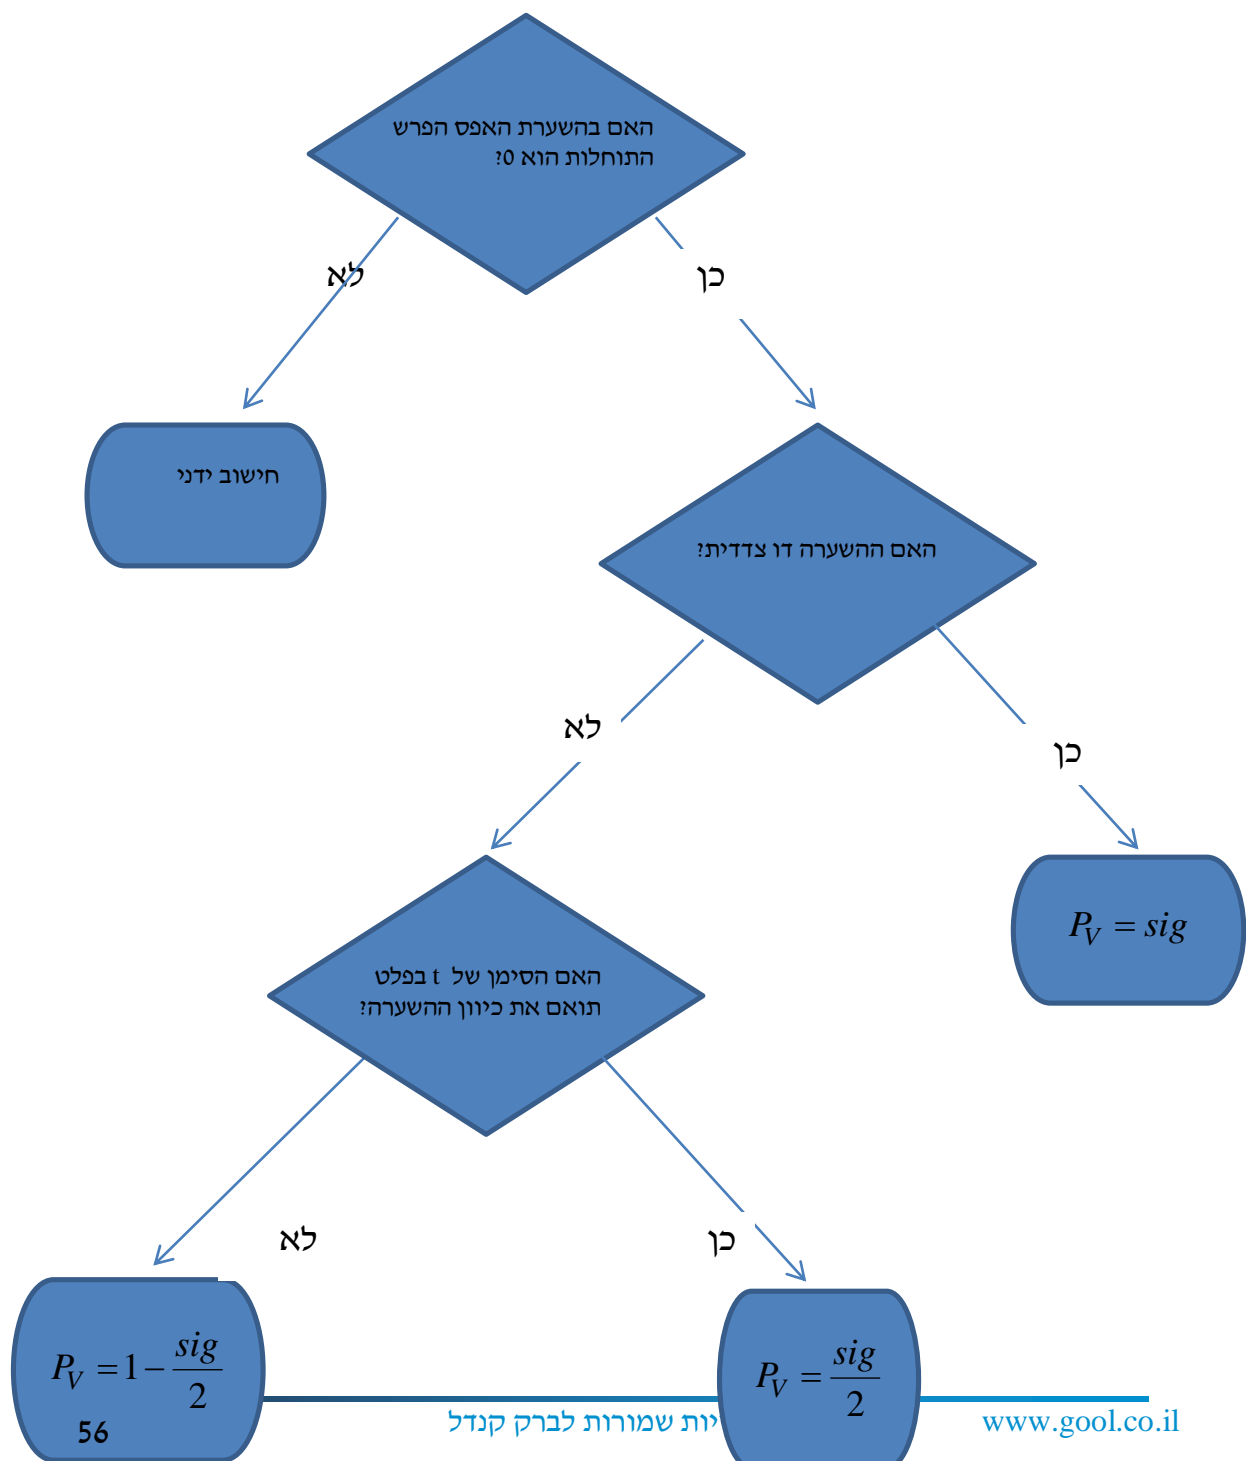 האם בהשערת האפס הפרש
התוחלות הוא 0?
לא
כן
חישוב ידני
האם ההשערה דו צדדית?
לא
כן
P_V = sig
האם הסימן של t בפלט
תואם את כיוון ההשערה?
לא
כן
P_V = 1 - sig/2
P_V = sig/2
56
יות שמורות לברק קנדל
www.gool.co.il